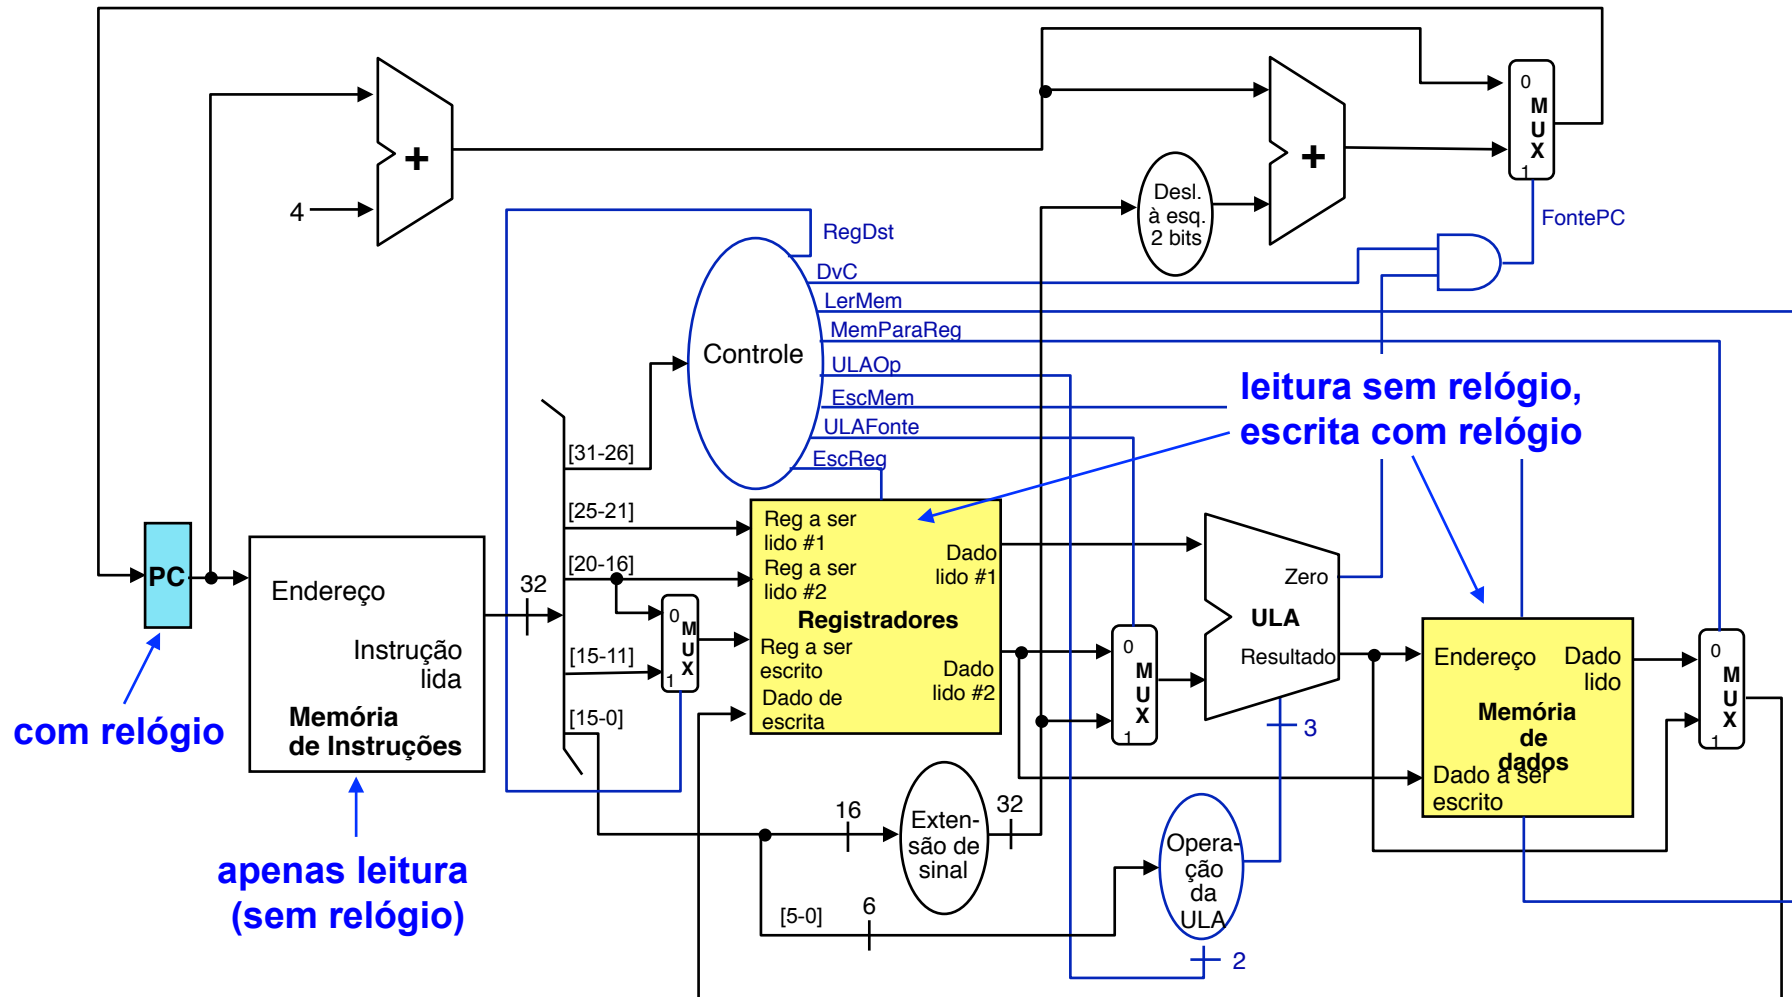 0
M
U
X
1
+
+
4
Desl.
à esq.
2 bits
FontePC
RegDst
DvC
LerMem
MemParaReg
ULAOp
EscMem
ULAFonte
EscReg
Controle
leitura sem relógio,
escrita com relógio
[31-26]
[25-21]
[20-16]
[15-11]
[15-0]
PC
Endereço
Instrução
lida
Memória
de Instruções
32
com relógio
apenas leitura
(sem relógio)
0
M
U
X
1
Reg a ser
lido #1
Reg a ser
lido #2
Registradores
Reg a ser
escrito
Dado de
escrita
Dado
lido #1
Dado
lido #2
0
M
U
X
1
Zero
ULA
Resultado
3
Endereço
Dado
lido
Memória
de
dados
Dado a ser
escrito
0
M
U
X
1
16
Exten-
são de
sinal
32
Opera-
ção
da
ULA
[5-0]
6
2